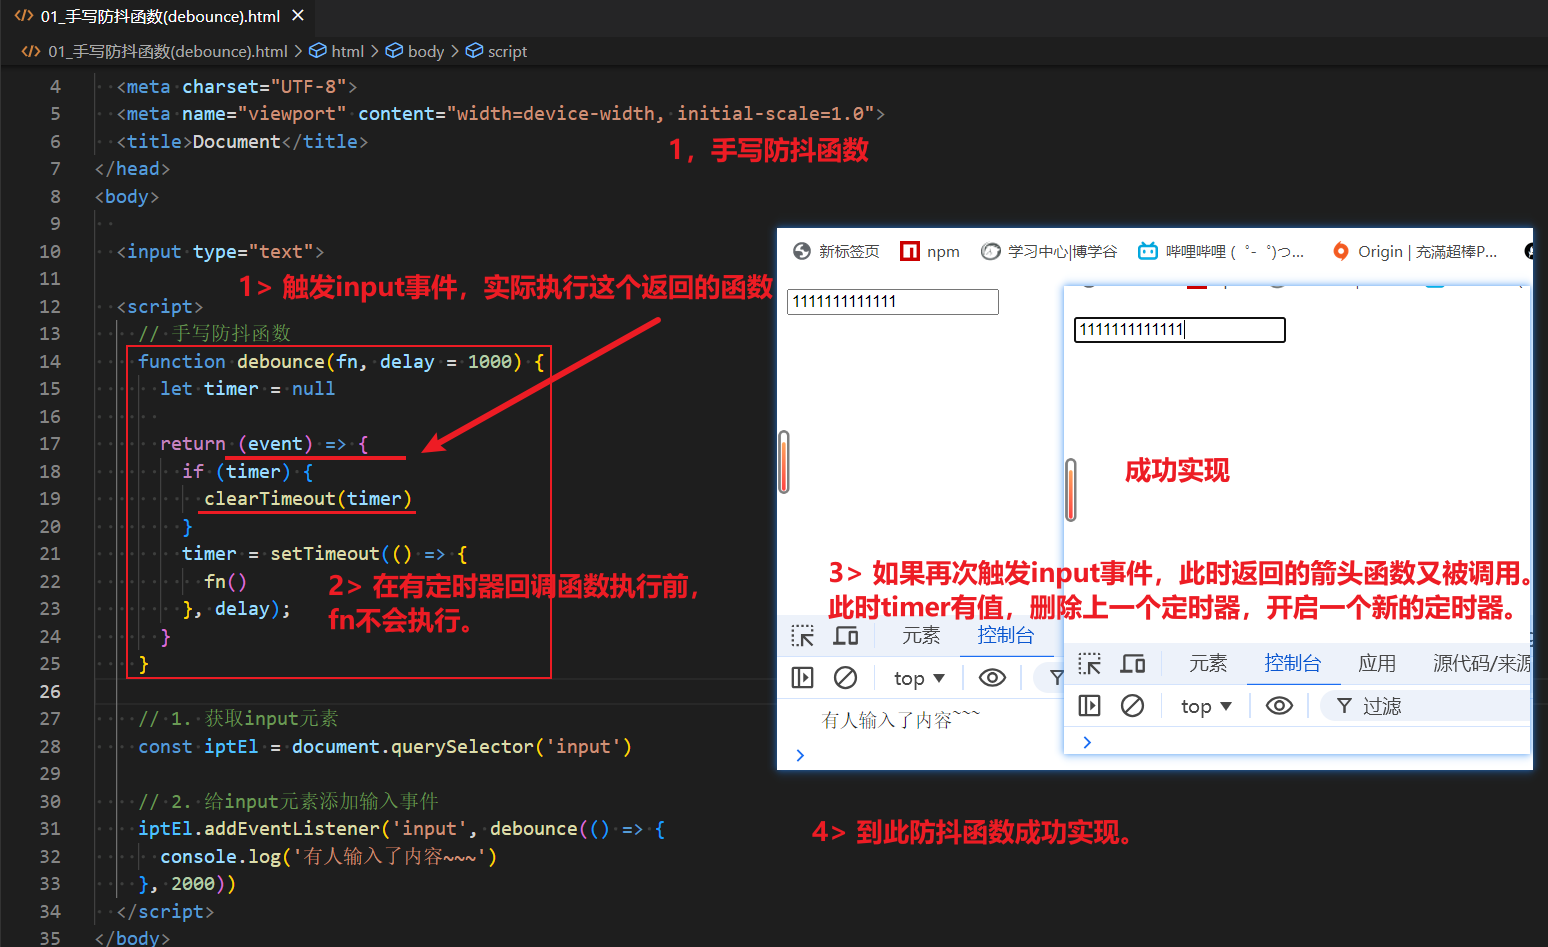 01_手写防抖函数(debounce).html
01_手写防抖函数(debounce).html > html > body > script
4 <meta charset="UTF-8">
5 <meta name="viewport" content="width=device-width, initial-scale=1.0">
6 <title>Document</title>
1，手写防抖函数
7 </head>
8 <body>
9
10 <input type="text">
11
1> 触发input事件，实际执行这个返回的函数
12 <script>
13 // 手写防抖函数
14 function debounce(fn, delay = 1000) {
15 let timer = null
16
17 return (event) => {
18 if (timer) {
19 clearTimeout(timer)
20 }
21 timer = setTimeout(() => {
22 fn()
23 }, delay);
24 }
25 }
2> 在有定时器回调函数执行前，
fn不会执行。
26
27 // 1. 获取input元素
28 const iptEl = document.querySelector('input')
29
30 // 2. 给input元素添加输入事件
31 iptEl.addEventListener('input', debounce(() => {
32 console.log('有人输入了内容~~~')
33 }, 2000))
34 </script>
35 </body>
新标签页 npm 学习中心|博学谷 哔哩哔哩 ( ゜- ゜)つ... Origin | 充滿超棒P...
1111111111111
1111111111111
成功实现
3> 如果再次触发input事件，此时返回的箭头函数又被调用。
此时timer有值，删除上一个定时器，开启一个新的定时器。
元素 控制台
top
有人输入了内容~~~
元素 控制台 应用 源代码/来源
top 过滤
4> 到此防抖函数成功实现。